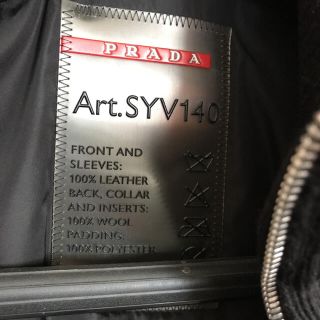 PRADA
Art.SYV140
FRONT AND
SLEEVES:
100% LEATHER
BACK, COLLAR
AND INSERTS:
100% WOOL
PADDING:
100% POLYESTER